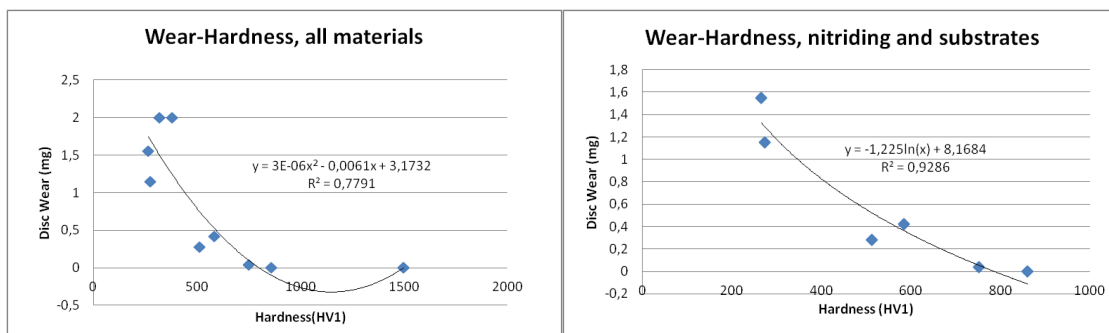 Wear-Hardness, all materials
2,5
2
1,5
1
0,5
0
-0,5
0
500
1000
1500
2000
Disc Wear (mg)
Hardness(HV1)
y = 3E-06x² - 0,0061x + 3,1732
R² = 0,7791
Wear-Hardness, nitriding and substrates
1,8
1,6
1,4
1,2
1
0,8
0,6
0,4
0,2
0
-0,2
0
200
400
600
800
1000
Disc Wear (mg)
Hardness (HV1)
y = -1,225ln(x) + 8,1684
R² = 0,9286